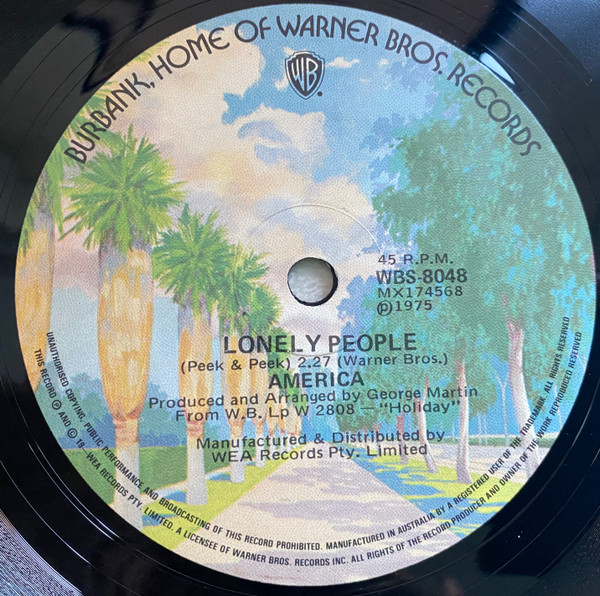 BURBANK, HOME OF WARNER BROS. RECORDS
WB
45 R.P.M.
WBS-8048
MX174568
Ⓟ1975
LONELY PEOPLE
(Peek & Peek) 2.27 (Warner Bros.)
AMERICA
Produced and Arranged by George Martin
From W.B. Lp W 2808 — "Holiday"
Manufactured & Distributed by
WEA Records Pty. Limited
UNAUTHORISED COPYING, PUBLIC PERFORMANCE AND BROADCASTING OF THIS RECORD PROHIBITED. MANUFACTURED IN AUSTRALIA BY A REGISTERED USER OF THE TRADEMARK. ALL RIGHTS RESERVED
THIS RECORD Ⓟ AND © 19 WEA RECORDS PTY. LIMITED. A LICENSEE OF WARNER BROS. RECORDS INC. ALL RIGHTS OF THE RECORD PRODUCER AND OWNER OF THE WORK REPRODUCED RESERVED